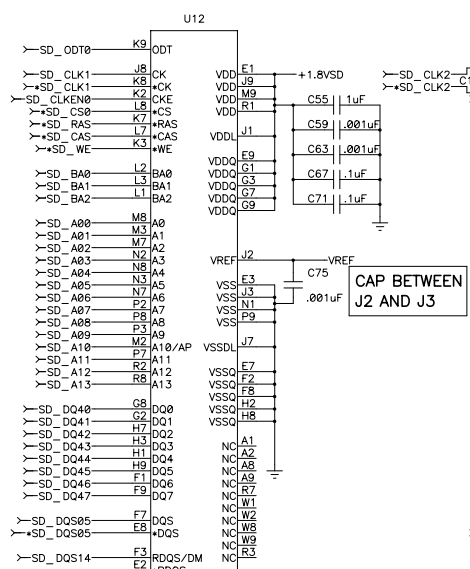 U12
SD_ODT0 K9 ODT
SD_CLK1 J8 CK
*SD_CLK1 K8 *CK
SD_CLKEN0 K2 CKE
*SD_CS0 L8 *CS
*SD_RAS K7 *RAS
*SD_CAS L7 *CAS
*SD_WE K3 *WE
SD_BA0 L2 BA0
SD_BA1 L3 BA1
SD_BA2 L1 BA2
SD_A00 M8 A0
SD_A01 M3 A1
SD_A02 M7 A2
SD_A03 N2 A3
SD_A04 N8 A4
SD_A05 N3 A5
SD_A06 N7 A6
SD_A07 P2 A7
SD_A08 P8 A8
SD_A09 P3 A9
SD_A10 M2 A10/AP
SD_A11 P7 A11
SD_A12 R2 A12
SD_A13 R8 A13
SD_DQ40 G8 DQ0
SD_DQ41 G2 DQ1
SD_DQ42 H7 DQ2
SD_DQ43 H3 DQ3
SD_DQ44 H1 DQ4
SD_DQ45 H9 DQ5
SD_DQ46 F1 DQ6
SD_DQ47 F9 DQ7
SD_DQS05 F7 DQS
*SD_DQS05 E8 *DQS
SD_DQS14 F3 RDQS/DM
E2 *RDQS
VDD E1 +1.8VSD
VDD J9
VDD M9
VDD R1
VDDL J1
VDDQ E9
VDDQ G1
VDDQ G3
VDDQ G7
VDDQ G9
C55 1uF
C59 .001uF
C63 .001uF
C67 .1uF
C71 .1uF
VREF J2 VREF
C75
.001uF
CAP BETWEEN
J2 AND J3
VSS E3
VSS J3
VSS N1
VSS P9
VSSDL J7
VSSQ E7
VSSQ F2
VSSQ F8
VSSQ H2
VSSQ H8
NC A1
NC A2
NC A8
NC A9
NC R7
NC W1
NC W2
NC W8
NC W9
NC R3
SD_CLK2
*SD_CLK2